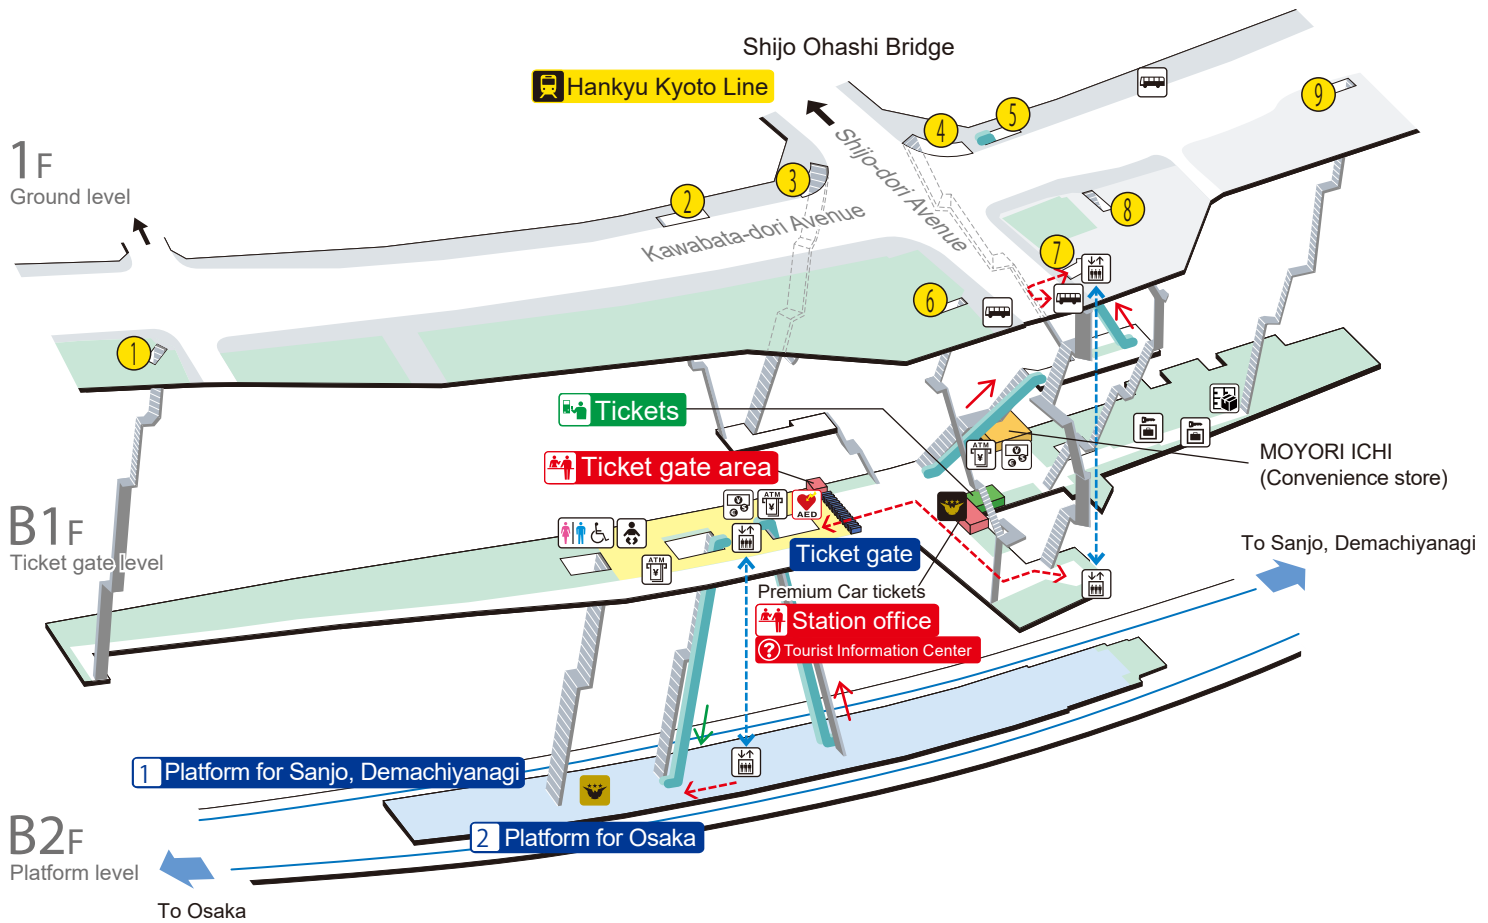 Shijo Ohashi Bridge
Hankyu Kyoto Line
9
5
4
1F
Ground level
3
Shijo-dori Avenue
2
8
Kawabata-dori Avenue
7
6
1
Tickets
ATM
MOYORI ICHI
(Convenience store)
Ticket gate area
ATM
AED
B1F
Ticket gate level
ATM
Ticket gate
To Sanjo, Demachiyanagi
Premium Car tickets
Station office
? Tourist Information Center
1 Platform for Sanjo, Demachiyanagi
2 Platform for Osaka
B2F
Platform level
To Osaka